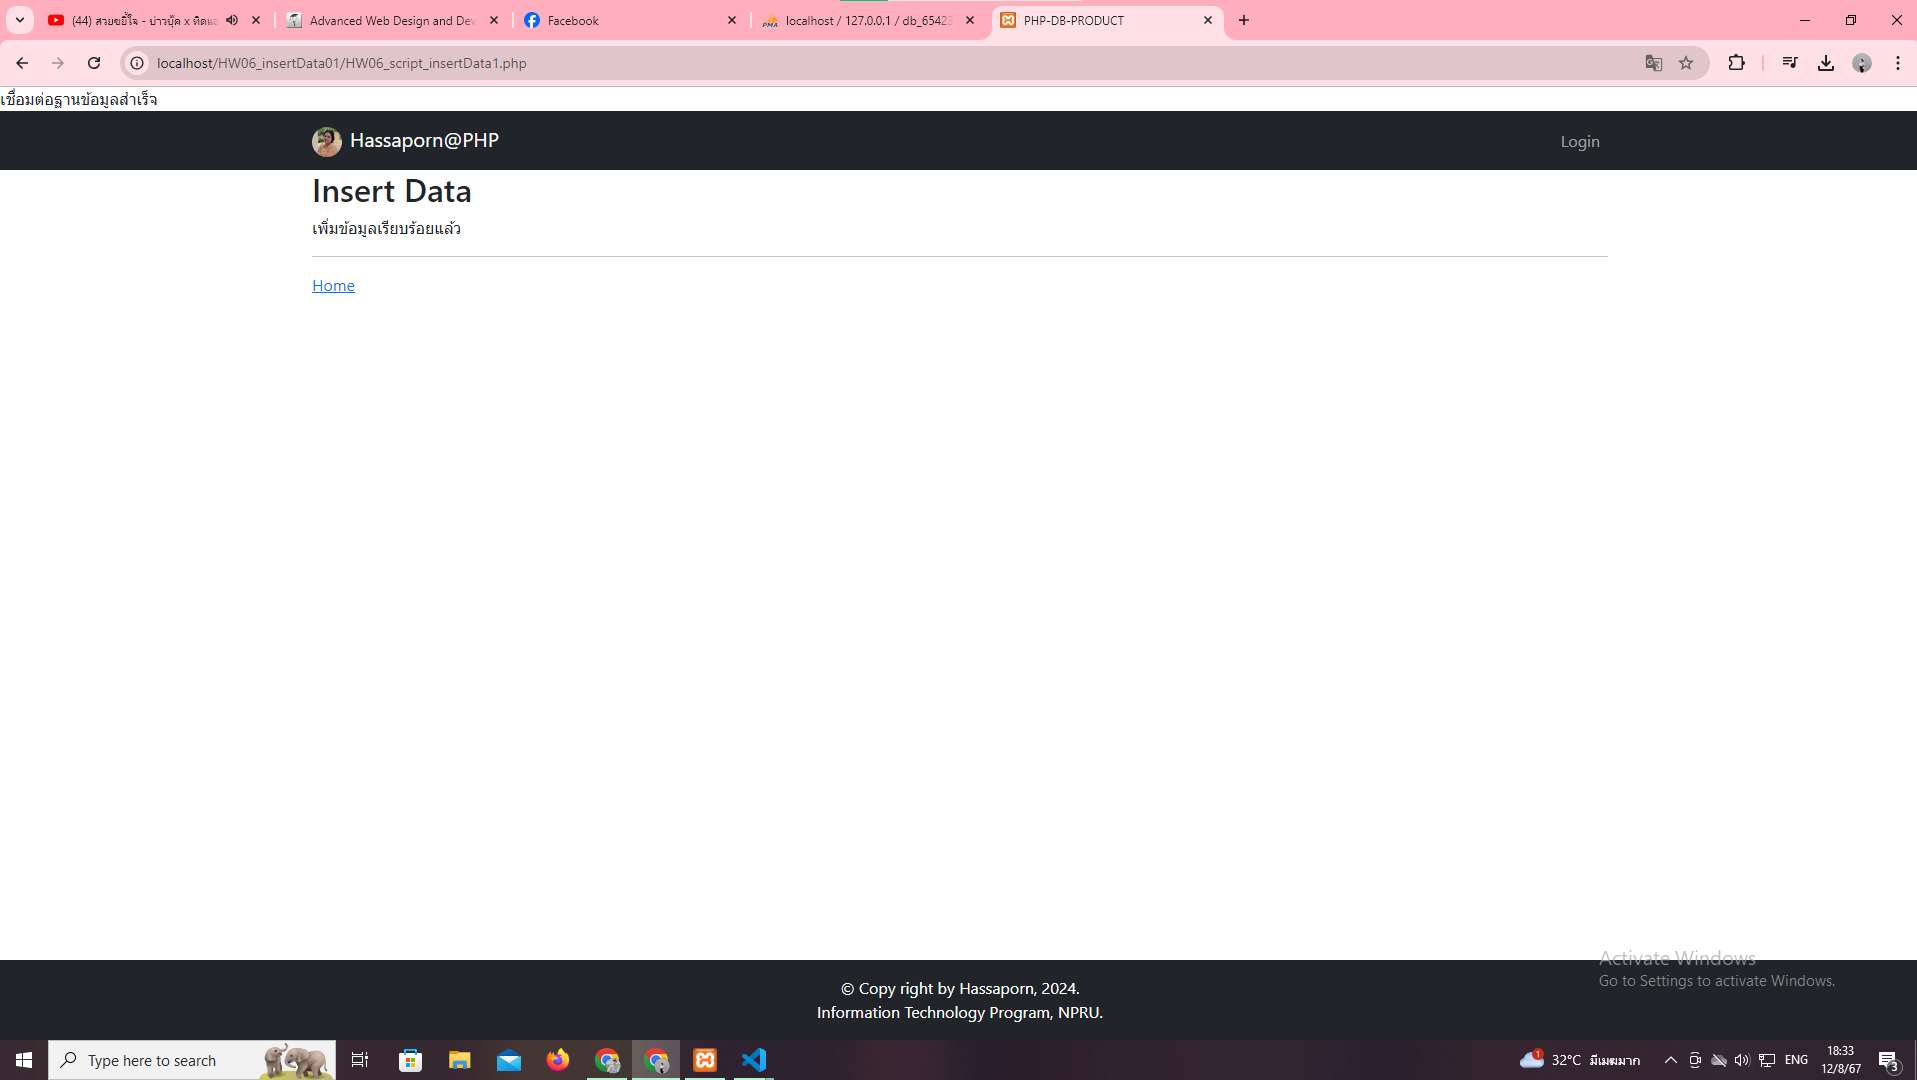 (44) สวยขยี้ใจ - บ่าวบุ๊ค x
Advanced Web Design and Dev
Facebook
localhost / 127.0.0.1 / db_65423
PHP-DB-PRODUCT
localhost/HW06_insertData01/HW06_script_insertData1.php
เชื่อมต่อฐานข้อมูลสำเร็จ
Hassaporn@PHP
Login
Insert Data
เพิ่มข้อมูลเรียบร้อยแล้ว
Home
Activate Windows
Go to Settings to activate Windows.
© Copy right by Hassaporn, 2024.
Information Technology Program, NPRU.
Type here to search
1
32°C มีเมฆมาก
ENG
18:33
12/8/67
3